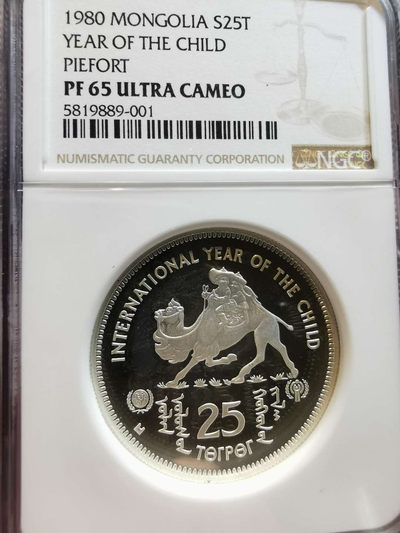 1980 MONGOLIA S25T
YEAR OF THE CHILD
PIEFORT
PF 65 ULTRA CAMEO
5819889-001
NUMISMATIC GUARANTY CORPORATION
NGC
INTERNATIONAL YEAR OF THE CHILD
25
ТӨГРӨГ